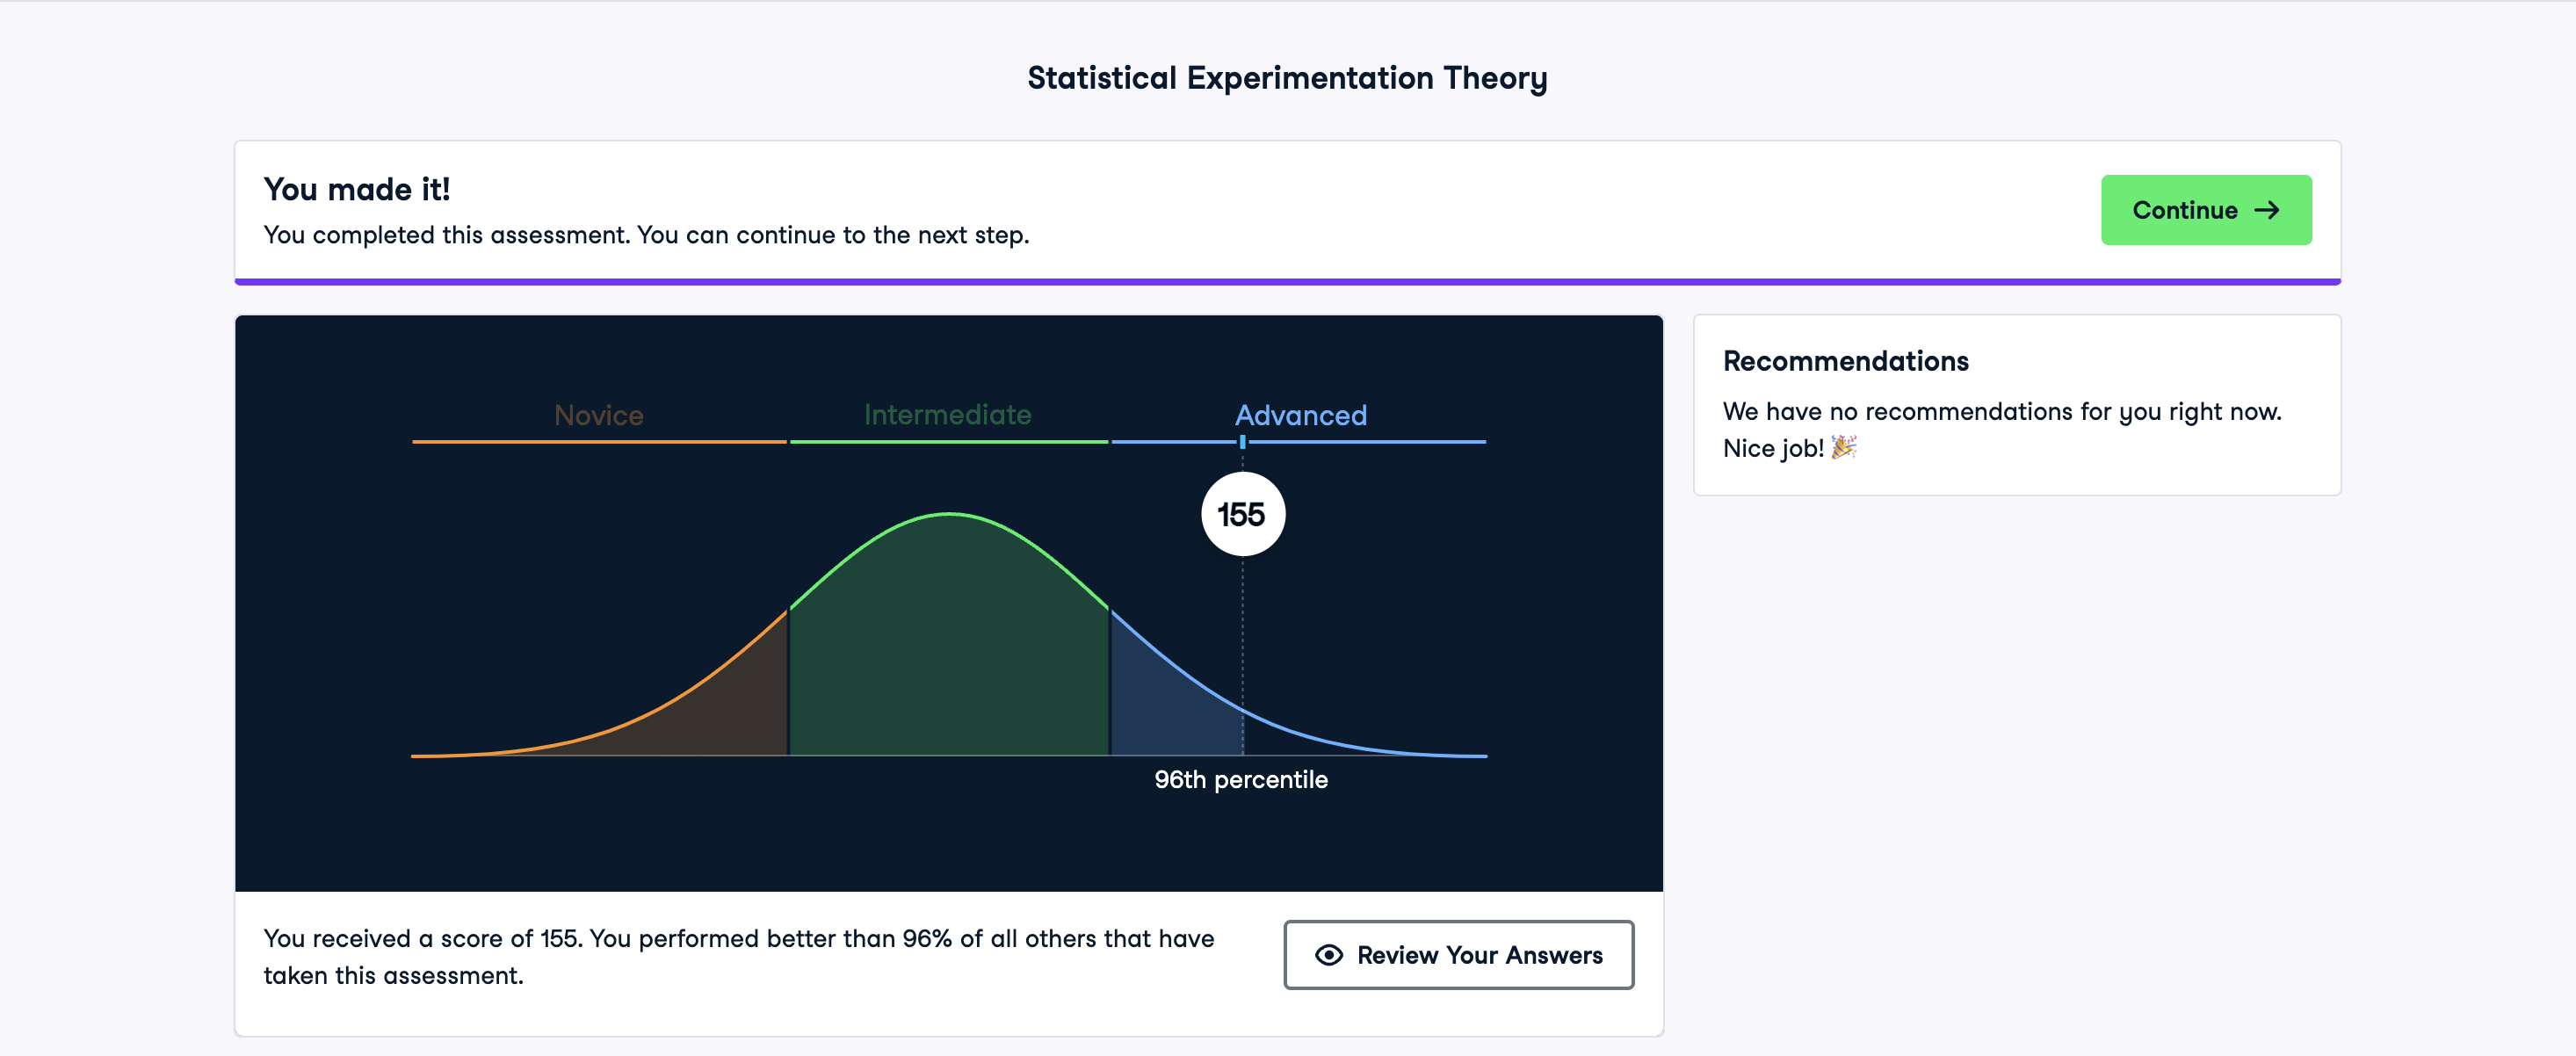 Statistical Experimentation Theory
You made it!
You completed this assessment. You can continue to the next step.
Continue →
Novice
Intermediate
Advanced
155
96th percentile
You received a score of 155. You performed better than 96% of all others that have
taken this assessment.
Review Your Answers
Recommendations
We have no recommendations for you right now.
Nice job! 🎉